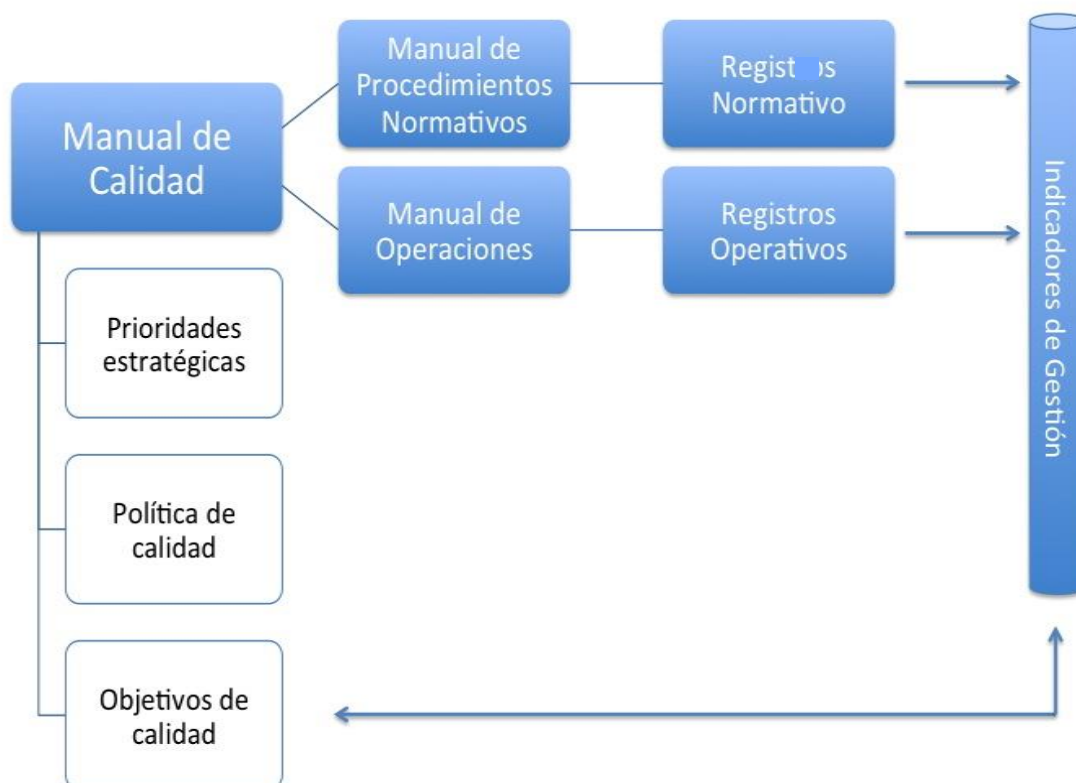 Manual de
Calidad
Manual de
Procedimientos
Normativos
Normativo
Manual de
Operaciones
Registros
Operativos
Prioridades
estratégicas
Política de
calidad
Objetivos de
calidad
Indicadores de Gestión